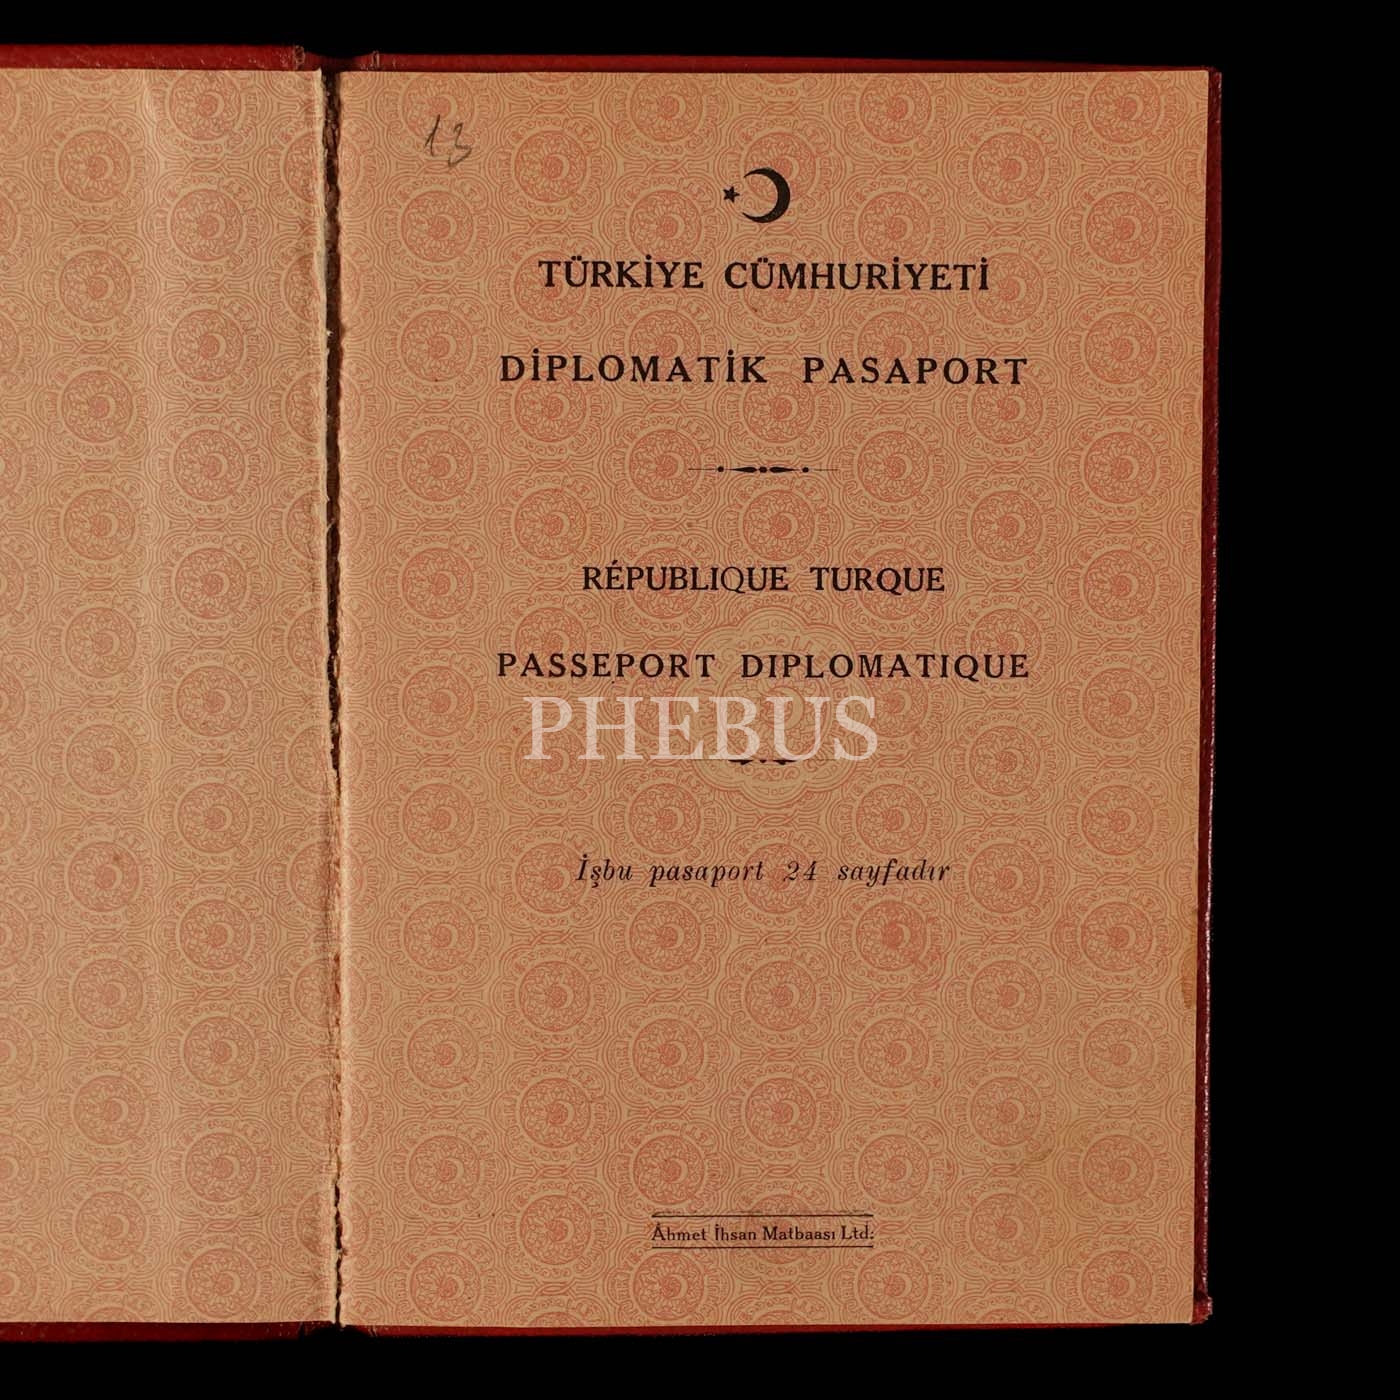 13
TÜRKİYE CÜMHURİYETİ
DİPLOMATİK PASAPORT
RÉPUBLIQUE TURQUE
PASSEPORT DIPLOMATIQUE
PHEBUS
İşbu pasaport 24 sayfadır
Ahmet İhsan Matbaası Ltd.